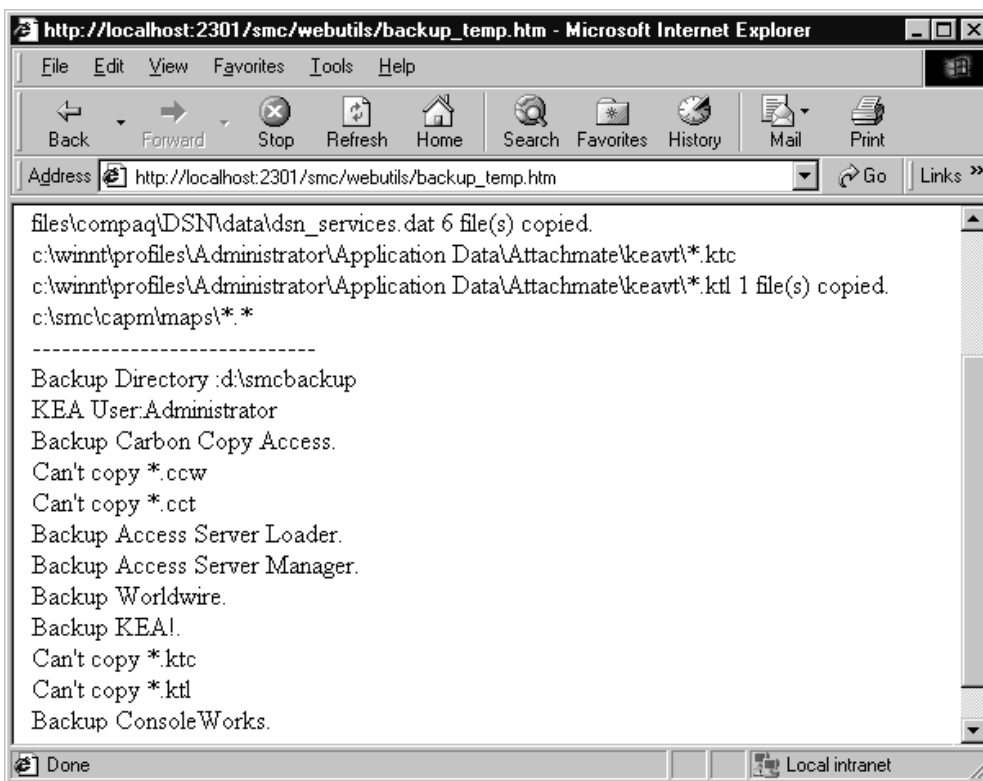 http://localhost:2301/smc/webutils/backup_temp.htm - Microsoft Internet Explorer
File Edit View Favorites Tools Help
Back Forward Stop Refresh Home Search Favorites History Mail Print
Address http://localhost:2301/smc/webutils/backup_temp.htm Go Links »
files\compaq\DSN\data\dsn_services.dat 6 file(s) copied.
c:\winnt\profiles\Administrator\Application Data\Attachmate\keavt\*.ktc
c:\winnt\profiles\Administrator\Application Data\Attachmate\keavt\*.ktl 1 file(s) copied.
c:\smc\capm\maps\*.*
-----------------------------
Backup Directory :d:\smcbackup
KEA User:Administrator
Backup Carbon Copy Access.
Can't copy *.ccw
Can't copy *.cct
Backup Access Server Loader.
Backup Access Server Manager.
Backup Worldwire.
Backup KEA!.
Can't copy *.ktc
Can't copy *.ktl
Backup ConsoleWorks.
Done Local intranet